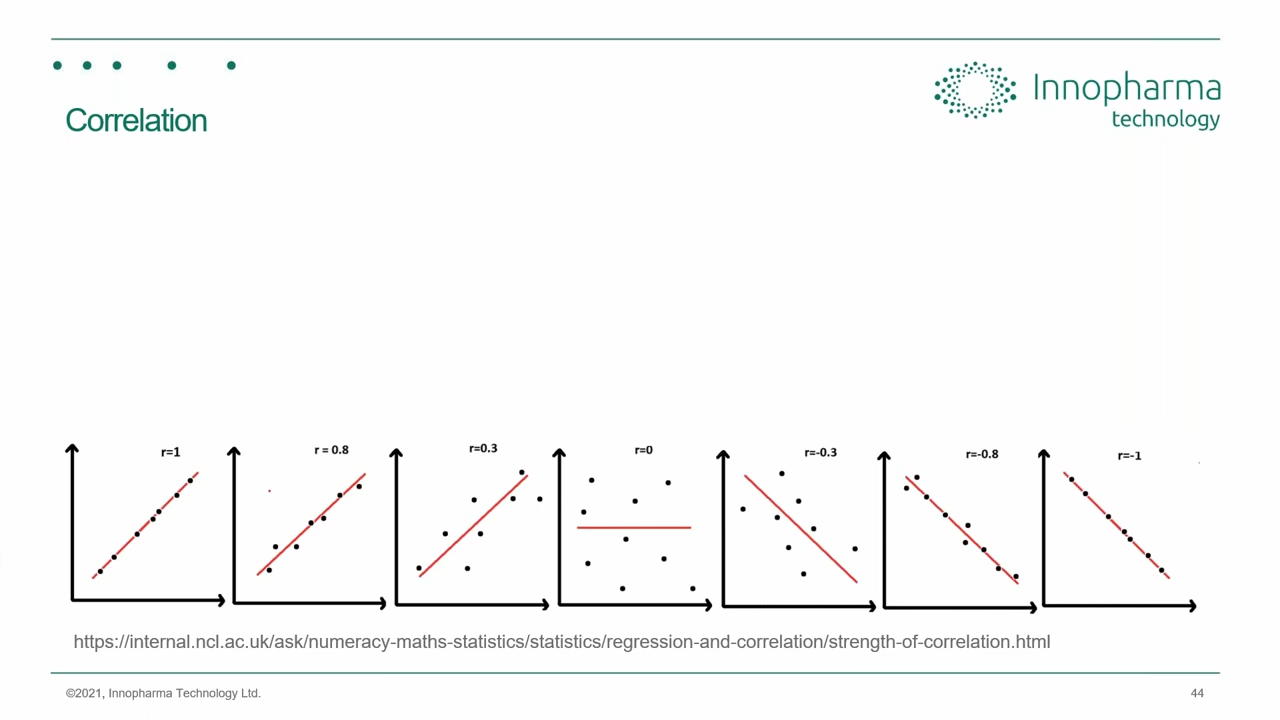 Innopharma
technology
Correlation
r=1
r = 0.8
r=0.3
r=0
r=-0.3
r=-0.8
r=-1
https://internal.ncl.ac.uk/ask/numeracy-maths-statistics/statistics/regression-and-correlation/strength-of-correlation.html
©2021, Innopharma Technology Ltd.
44